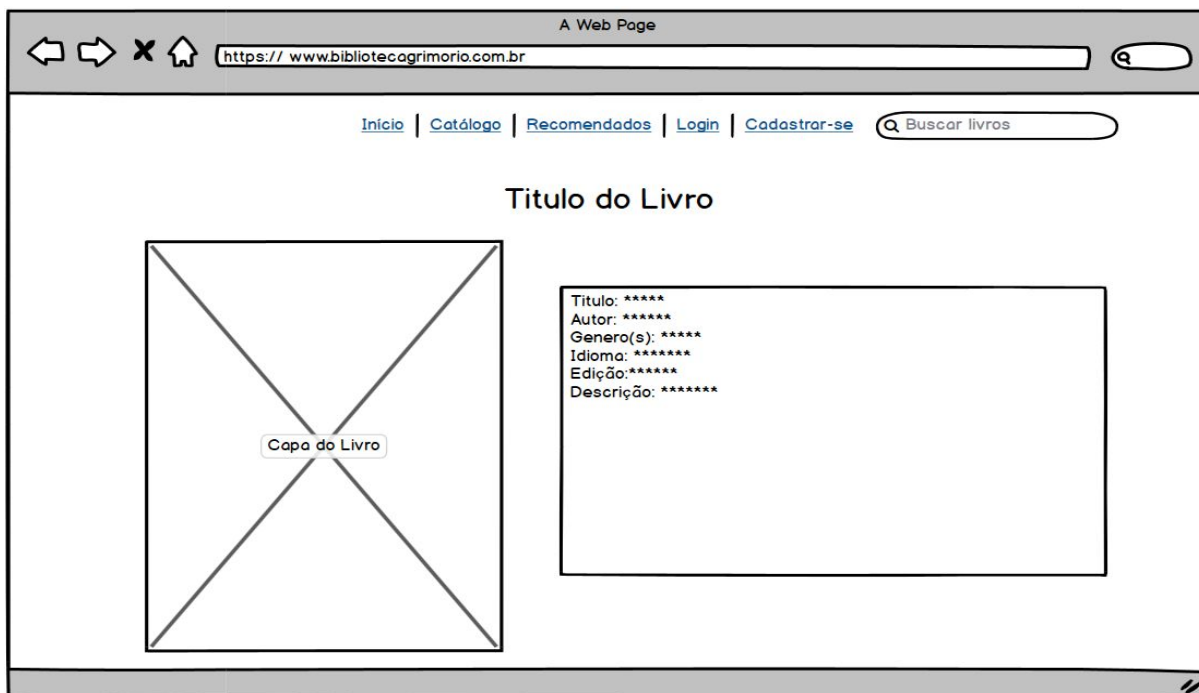 A Web Page
https:// www.bibliotecagrimorio.com.br
Início | Catálogo | Recomendados | Login | Cadastrar-se Buscar livros
Titulo do Livro
Titulo: *****
Autor: ******
Genero(s): *****
Idioma: *******
Edição:******
Descrição: *******
Capa do Livro